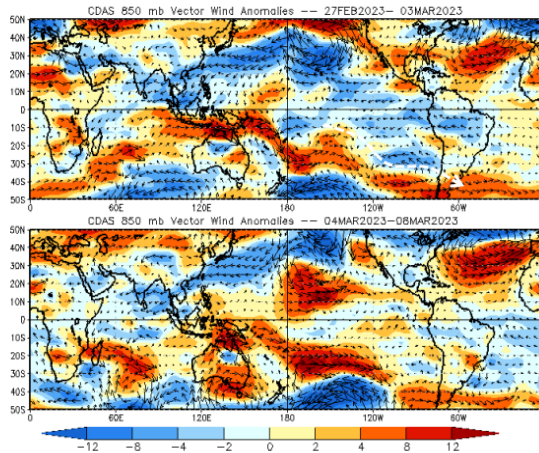 CDAS 850 mb Vector Wind Anomalies -- 27FEB2023- 03MAR2023
50N
40N
30N
20N
10N
0
10S
20S
30S
40S
50S
0 60E 120E 180 120W 60W
CDAS 850 mb Vector Wind Anomalies -- 04MAR2023-08MAR2023
50N
40N
30N
20N
10N
0
10S
20S
30S
40S
50S
0 60E 120E 180 120W 60W
-12 -8 -4 -2 0 2 4 8 12